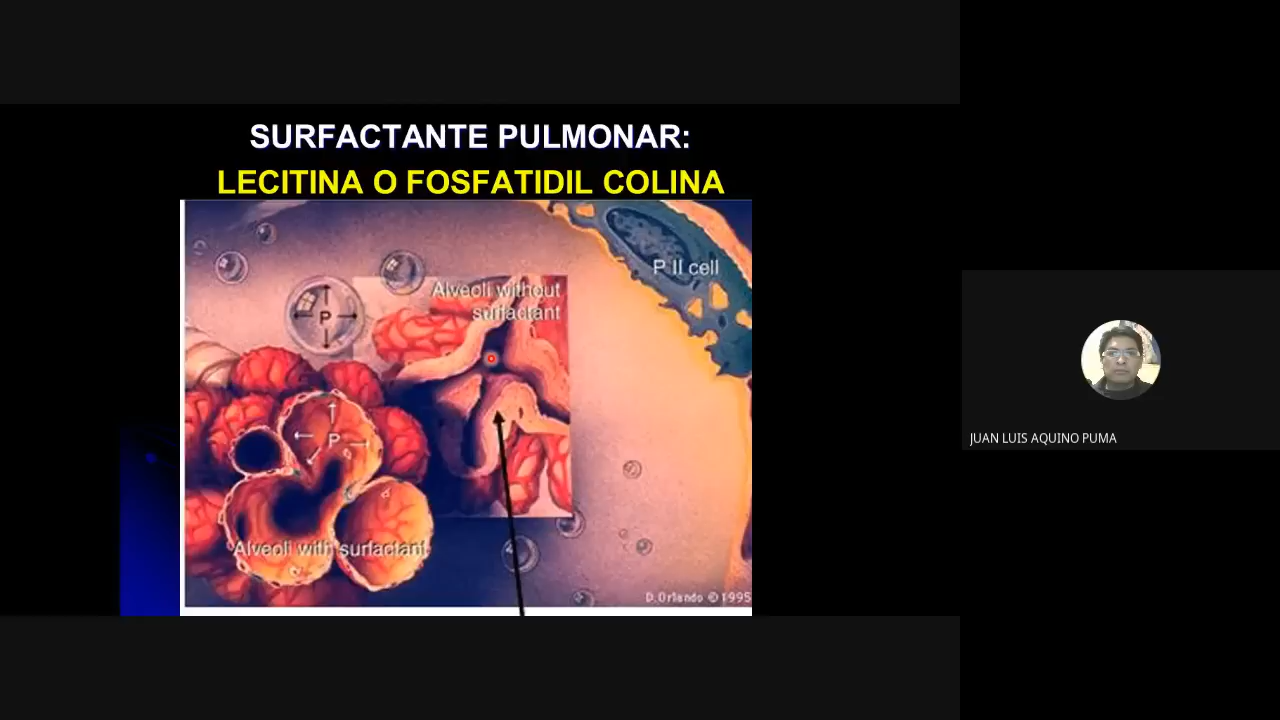 SURFACTANTE PULMONAR:
LECITINA O FOSFATIDIL COLINA
P II cell
Alveoli without
surfactant
P
P
Alveoli with surfactant
D.Orlando © 1995
JUAN LUIS AQUINO PUMA